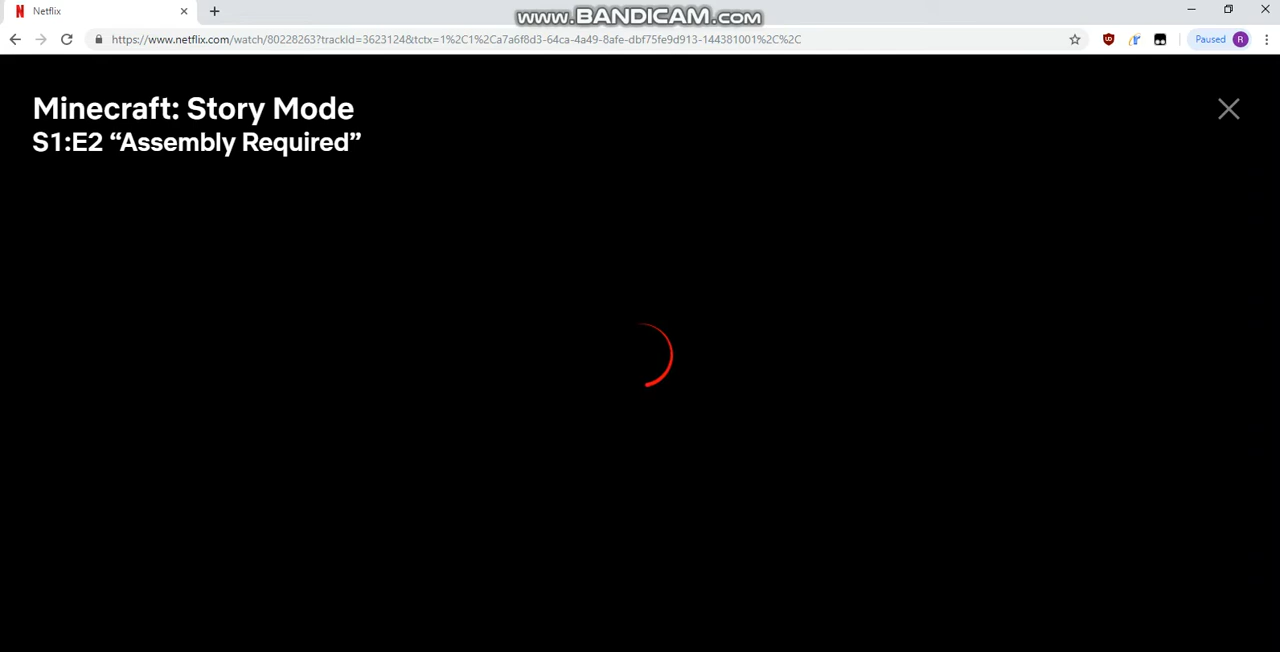 Netflix
www.BANDICAM.com
https://www.netflix.com/watch/80228263?trackId=3623124&tctx=1%2C1%2Ca7a6f8d3-64ca-4a49-8afe-dbf75fe9d913-144381001%2C%2C
Paused R
Minecraft: Story Mode
S1:E2 “Assembly Required”